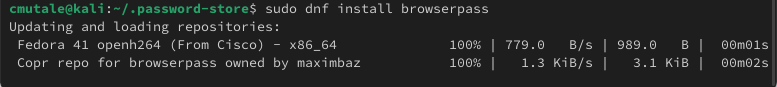 cmutale@kali:~/.password-store$ sudo dnf install browserpass
Updating and loading repositories:
 Fedora 41 openh264 (From Cisco) - x86_64              100% | 779.0   B/s | 989.0   B |  00m01s
 Copr repo for browserpass owned by maximbaz           100% |   1.3 KiB/s |   3.1 KiB |  00m02s